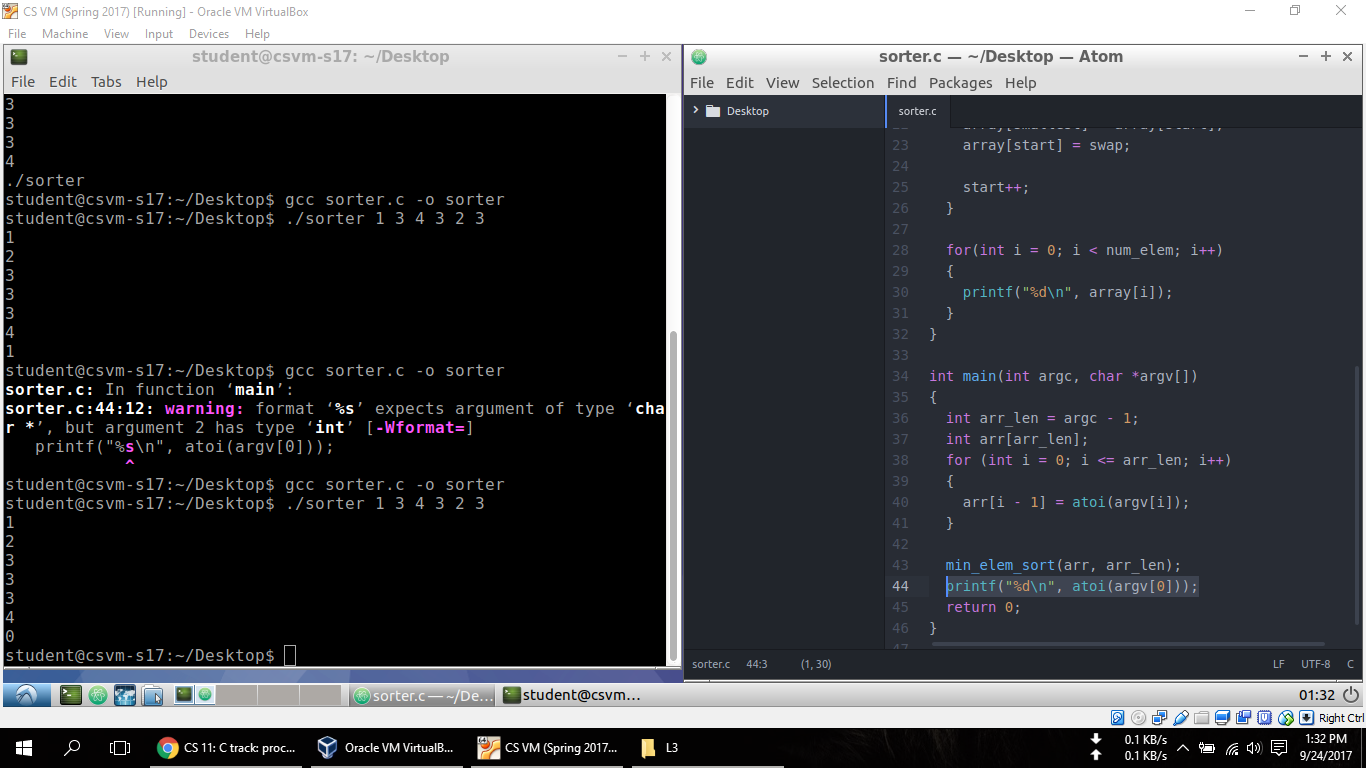 CS VM (Spring 2017) [Running] - Oracle VM VirtualBox
File Machine View Input Devices Help
student@csvm-s17: ~/Desktop
File Edit Tabs Help
3
3
3
4
./sorter
student@csvm-s17:~/Desktop$ gcc sorter.c -o sorter
student@csvm-s17:~/Desktop$ ./sorter 1 3 4 3 2 3
1
2
3
3
3
4
1
student@csvm-s17:~/Desktop$ gcc sorter.c -o sorter
sorter.c: In function ‘main’:
sorter.c:44:12: warning: format ‘%s’ expects argument of type ‘cha
r *’, but argument 2 has type ‘int’ [-Wformat=]
   printf("%s\n", atoi(argv[0]));
            ^
student@csvm-s17:~/Desktop$ gcc sorter.c -o sorter
student@csvm-s17:~/Desktop$ ./sorter 1 3 4 3 2 3
1
2
3
3
3
4
0
student@csvm-s17:~/Desktop$
sorter.c — ~/Desktop — Atom
File Edit View Selection Find Packages Help
Desktop
sorter.c
22     array[smallest] = array[start];
23     array[start] = swap;
24
25     start++;
26   }
27
28   for(int i = 0; i < num_elem; i++)
29   {
30     printf("%d\n", array[i]);
31   }
32 }
33
34 int main(int argc, char *argv[])
35 {
36   int arr_len = argc - 1;
37   int arr[arr_len];
38   for (int i = 0; i <= arr_len; i++)
39   {
40     arr[i - 1] = atoi(argv[i]);
41   }
42
43   min_elem_sort(arr, arr_len);
44   printf("%d\n", atoi(argv[0]));
45   return 0;
46 }
47
sorter.c 44:3 (1, 30) LF UTF-8 C
sorter.c — ~/De... student@csvm... 01:32
Right Ctrl
CS 11: C track: proc... Oracle VM VirtualB... CS VM (Spring 2017... L3
0.1 KB/s
0.1 KB/s
1:32 PM
9/24/2017